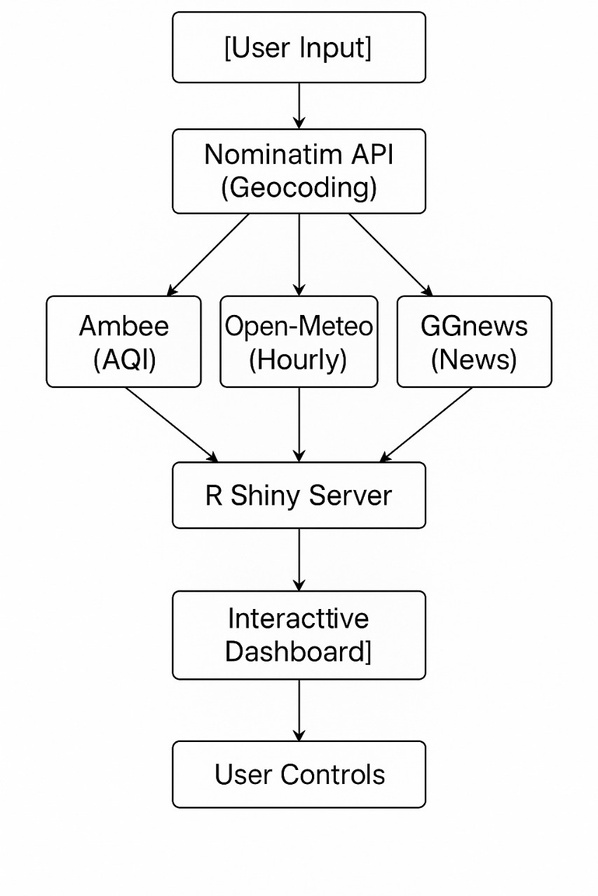 [User Input]
Nominatim API
(Geocoding)
Ambee
(AQI)
Open-Meteo
(Hourly)
GGnews
(News)
R Shiny Server
Interacttive
Dashboard]
User Controls